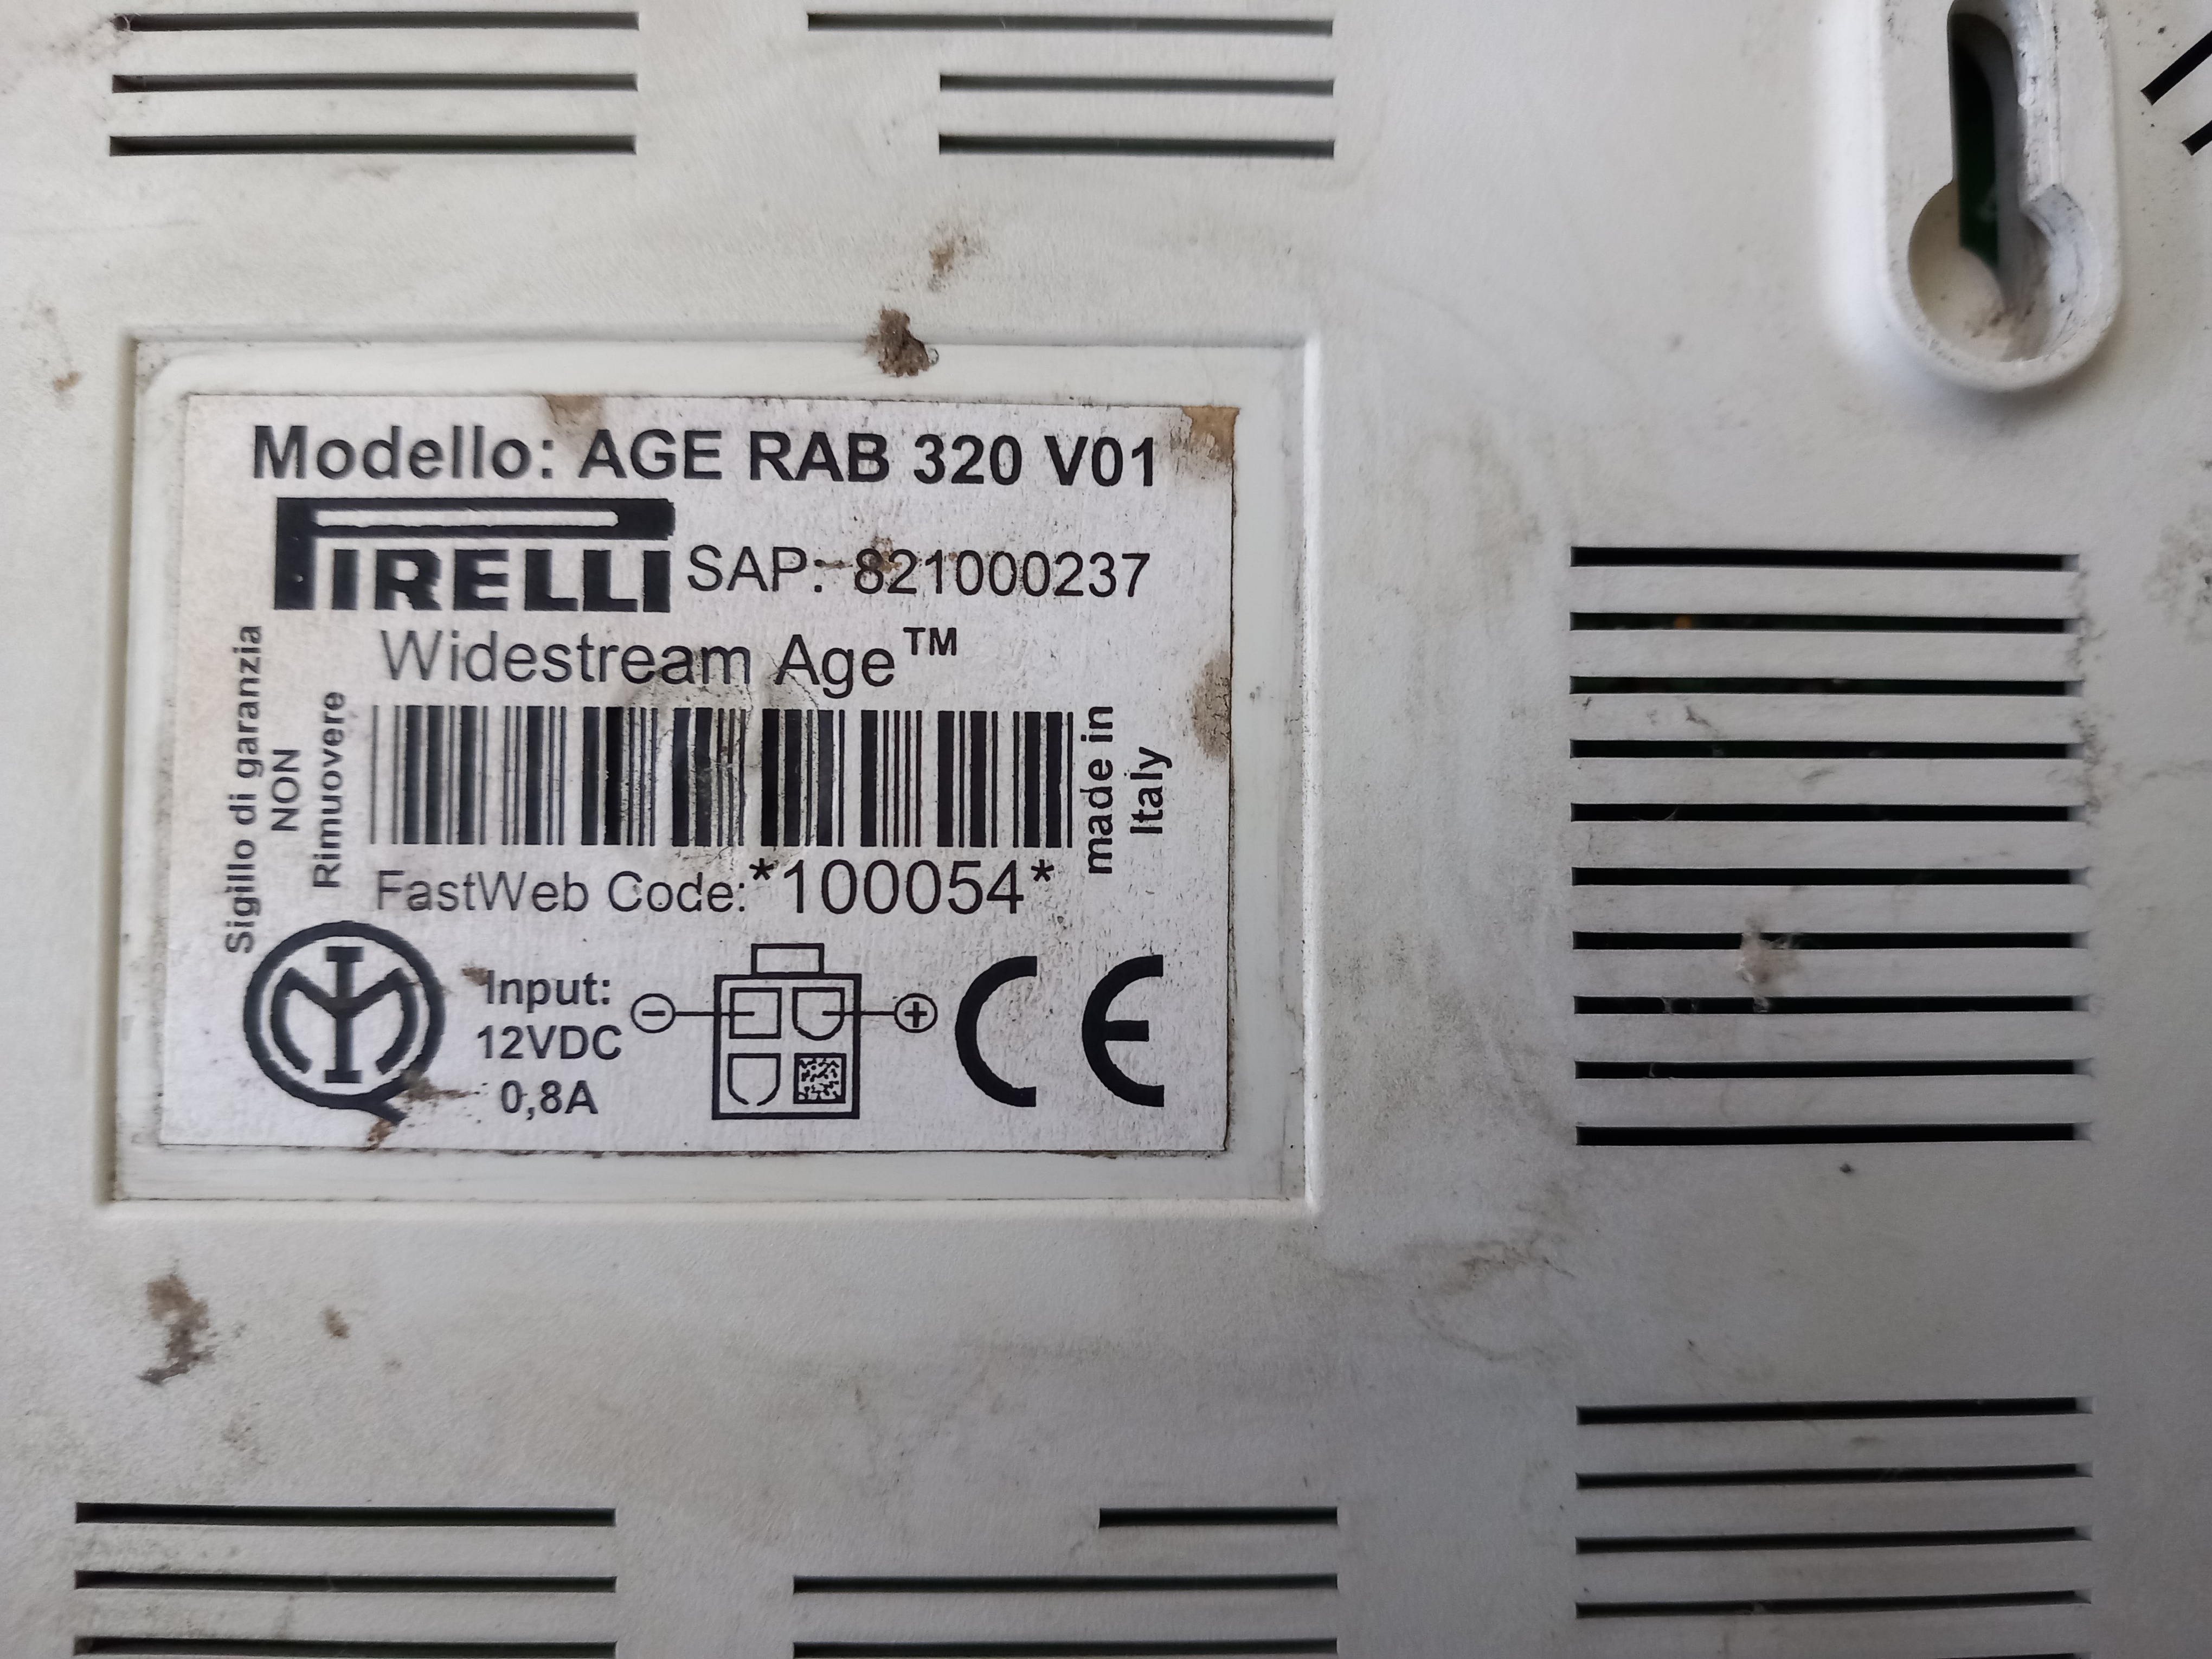 Modello: AGE RAB 320 V01
PIRELLI SAP: 821000237
Widestream Age™
Sigillo di garanzia
NON
Rimuovere
made in
Italy
FastWeb Code:*100054*
IMQ
Input:
12VDC
0,8A
- +
CE